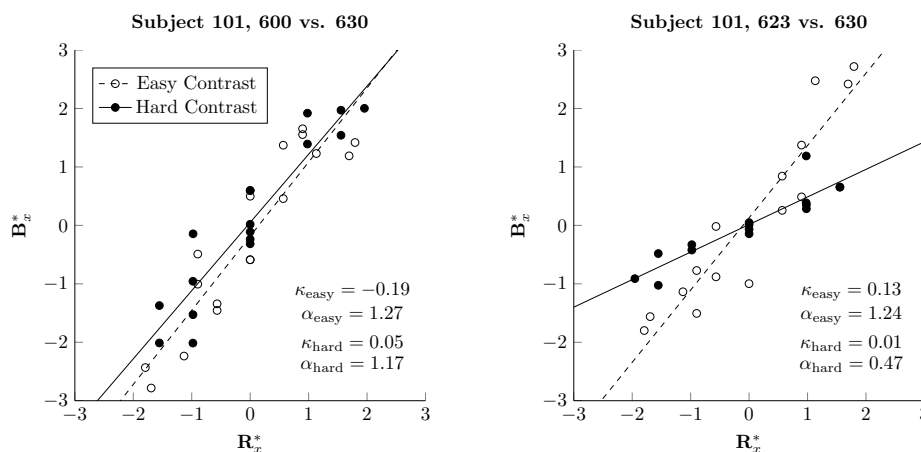 Subject 101, 600 vs. 630
3
2
1
0
−1
−2
−3
−3 −2 −1 0 1 2 3
B*x
R*x
Easy Contrast
Hard Contrast
κeasy = −0.19
αeasy = 1.27
κhard = 0.05
αhard = 1.17
Subject 101, 623 vs. 630
3
2
1
0
−1
−2
−3
−3 −2 −1 0 1 2 3
B*x
R*x
κeasy = 0.13
αeasy = 1.24
κhard = 0.01
αhard = 0.47